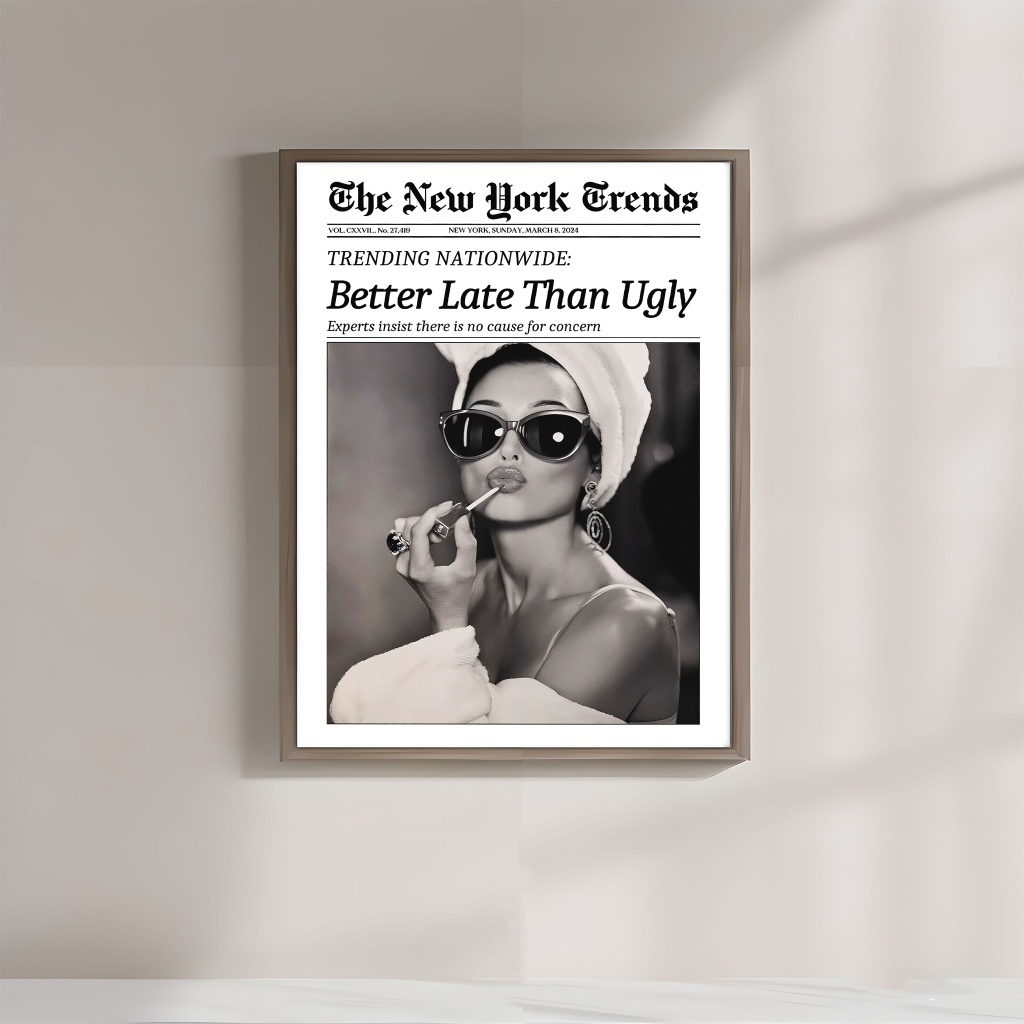 The New York Trends
VOL. CXXVII... No. 27,419 NEW YORK, SUNDAY, MARCH 8, 2024
TRENDING NATIONWIDE:
Better Late Than Ugly
Experts insist there is no cause for concern